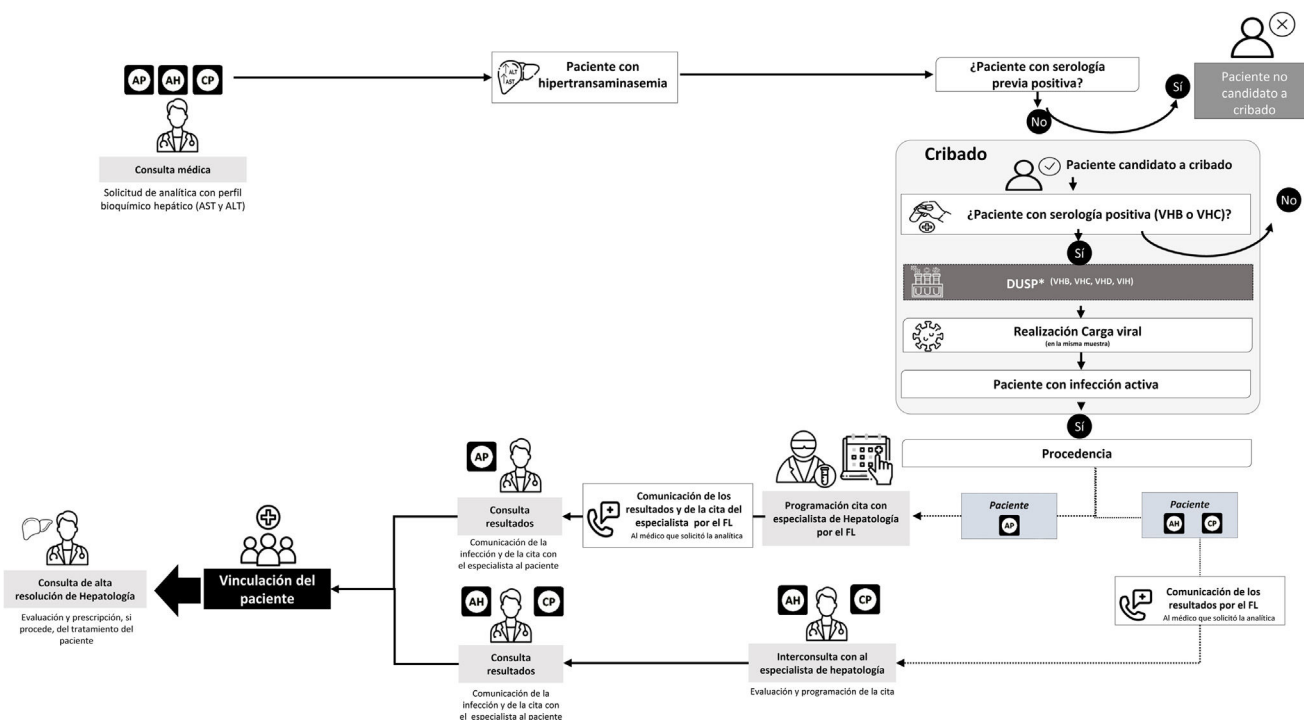 AP AH CP
Consulta médica
Solicitud de analítica con perfil
bioquímico hepático (AST y ALT)
ALT
AST
Paciente con
hipertransaminasemia
¿Paciente con serología
previa positiva?
Sí
No
Paciente no
candidato a
cribado
Cribado
Paciente candidato a cribado
¿Paciente con serología positiva (VHB o VHC)?
No
Sí
DUSP* (VHB, VHC, VHD, VIH)
Realización Carga viral
(en la misma muestra)
Paciente con infección activa
Sí
Procedencia
Paciente
AP
Paciente
AH CP
Programación cita con
especialista de Hepatología
por el FL
Comunicación de los
resultados y de la cita del
especialista por el FL
Al médico que solicitó la analítica
AP
Consulta
resultados
Comunicación de la
infección y de la cita con
el especialista al paciente
Comunicación de los
resultados por el FL
Al médico que solicitó la analítica
AH CP
Interconsulta con al
especialista de hepatología
Evaluación y programación de la cita
AH CP
Consulta
resultados
Comunicación de la
infección y de la cita con
el especialista al paciente
Vinculación del
paciente
Consulta de alta
resolución de Hepatología
Evaluación y prescripción, si
procede, del tratamiento del
paciente